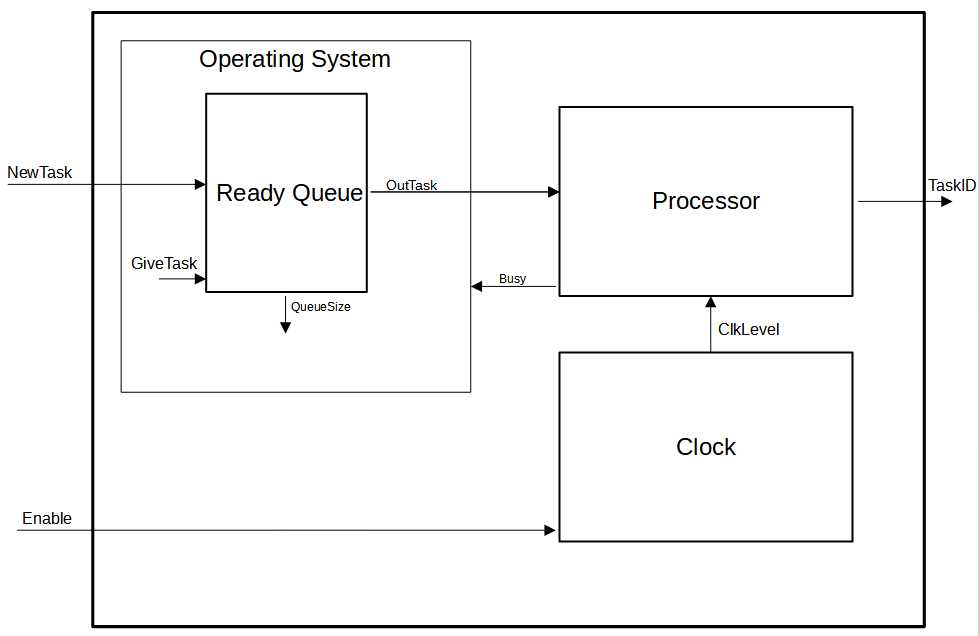 Operating System
NewTask
Ready Queue
OutTask
Processor
TaskID
GiveTask
Busy
QueueSize
ClkLevel
Clock
Enable